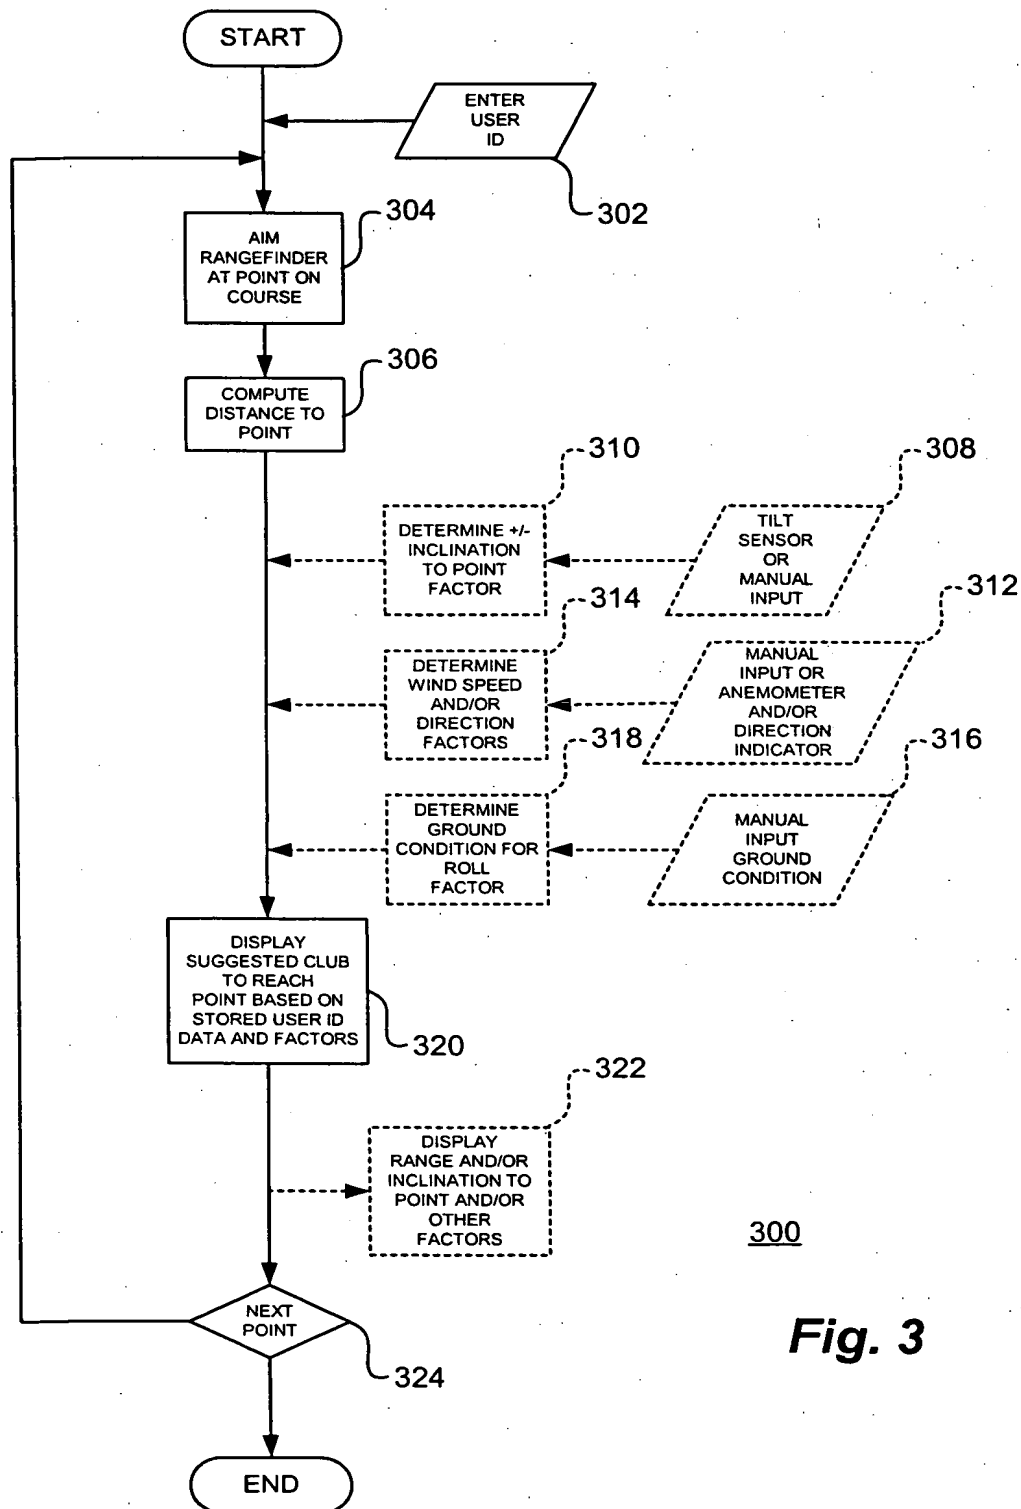 START
ENTER
USER
ID
302
304
AIM
RANGEFINDER
AT POINT ON
COURSE
306
COMPUTE
DISTANCE TO
POINT
310
308
DETERMINE +/-
INCLINATION
TO POINT
FACTOR
TILT
SENSOR
OR
MANUAL
INPUT
314
312
DETERMINE
WIND SPEED
AND/OR
DIRECTION
FACTORS
MANUAL
INPUT OR
ANEMOMETER
AND/OR
DIRECTION
INDICATOR
318
316
DETERMINE
GROUND
CONDITION FOR
ROLL
FACTOR
MANUAL
INPUT
GROUND
CONDITION
DISPLAY
SUGGESTED CLUB
TO REACH
POINT BASED ON
STORED USER ID
DATA AND FACTORS
320
322
DISPLAY
RANGE AND/OR
INCLINATION TO
POINT AND/OR
OTHER
FACTORS
300
NEXT
POINT
324
Fig. 3
END